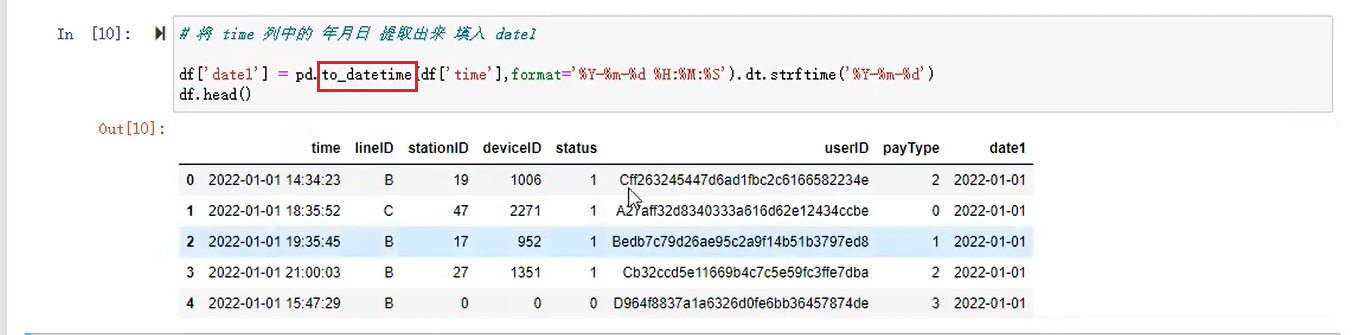 In [10]:
# 将 time 列中的 年月日 提取出来 填入 date1
df['date1'] = pd.to_datetime(df['time'],format='%Y-%m-%d %H:%M:%S').dt.strftime('%Y-%m-%d')
df.head()
Out[10]:
time lineID stationID deviceID status userID payType date1
0 2022-01-01 14:34:23 B 19 1006 1 Cff263245447d6ad1fbc2c6166582234e 2 2022-01-01
1 2022-01-01 18:35:52 C 47 2271 1 A27aff32d8340333a616d62e12434ccbe 0 2022-01-01
2 2022-01-01 19:35:45 B 17 952 1 Bedb7c79d26ae95c2a9f14b51b3797ed8 1 2022-01-01
3 2022-01-01 21:00:03 B 27 1351 1 Cb32ccd5e11669b4c7c5e59fc3ffe7dba 2 2022-01-01
4 2022-01-01 15:47:29 B 0 0 0 D964f8837a1a6326d0fe6bb36457874de 3 2022-01-01